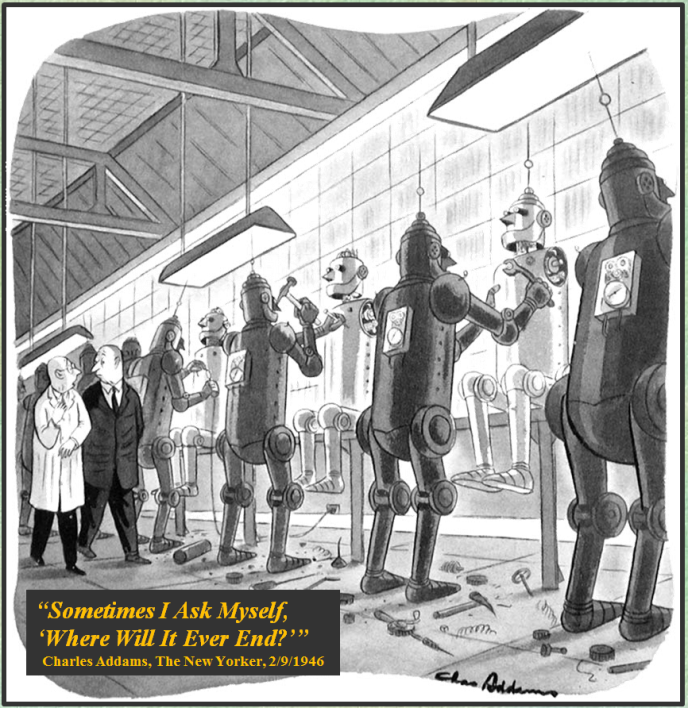 “Sometimes I Ask Myself,
‘Where Will It Ever End?’”
Charles Addams, The New Yorker, 2/9/1946
Chas Addams